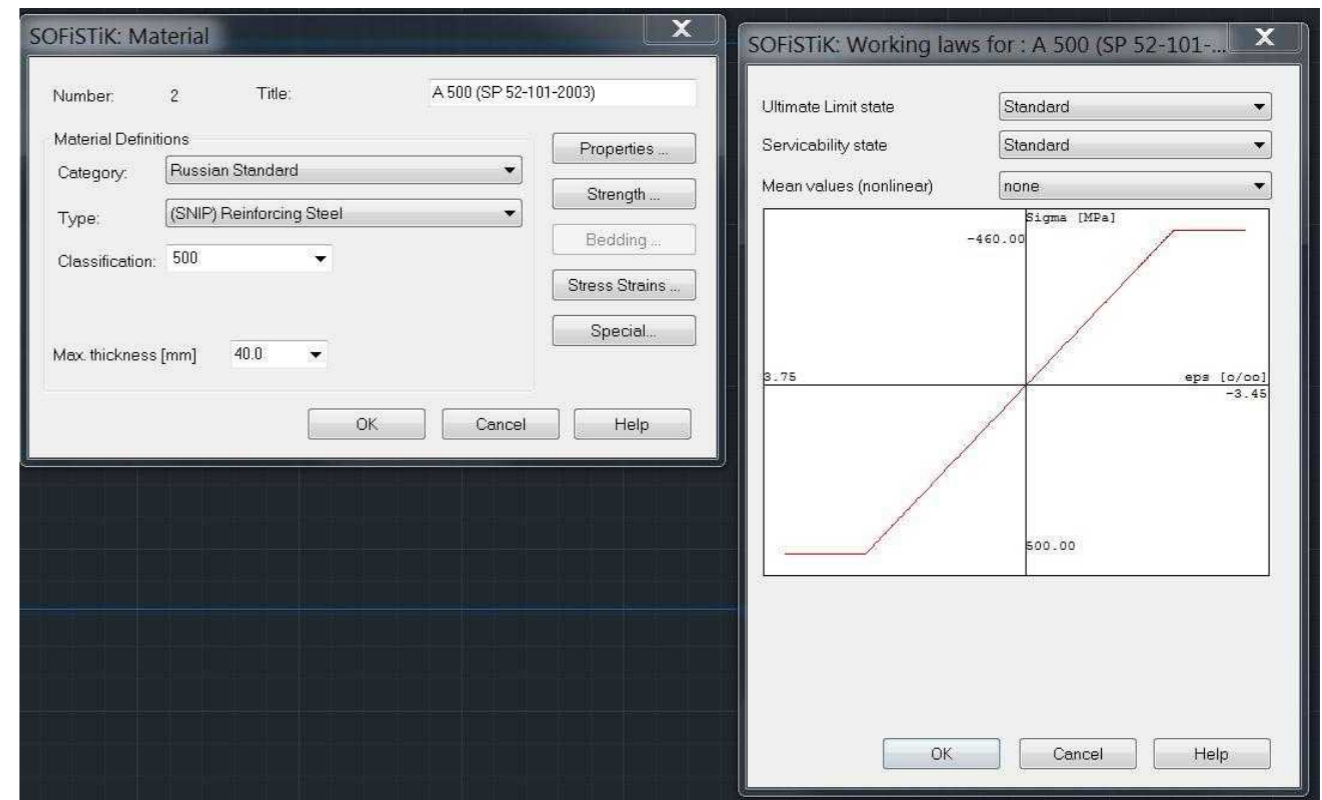 SOFiSTiK: Material X
Number: 2 Title: A 500 (SP 52-101-2003)
Material Definitions
Category: Russian Standard
Type: (SNIP) Reinforcing Steel
Classification: 500
Max. thickness [mm] 40.0
Properties ...
Strength ...
Bedding ...
Stress Strains ...
Special...
OK Cancel Help
SOFiSTiK: Working laws for : A 500 (SP 52-101-... X
Ultimate Limit state Standard
Servicability state Standard
Mean values (nonlinear) none
Sigma [MPa]
-460.00
3.75 eps [o/oo]
-3.45
500.00
OK Cancel Help